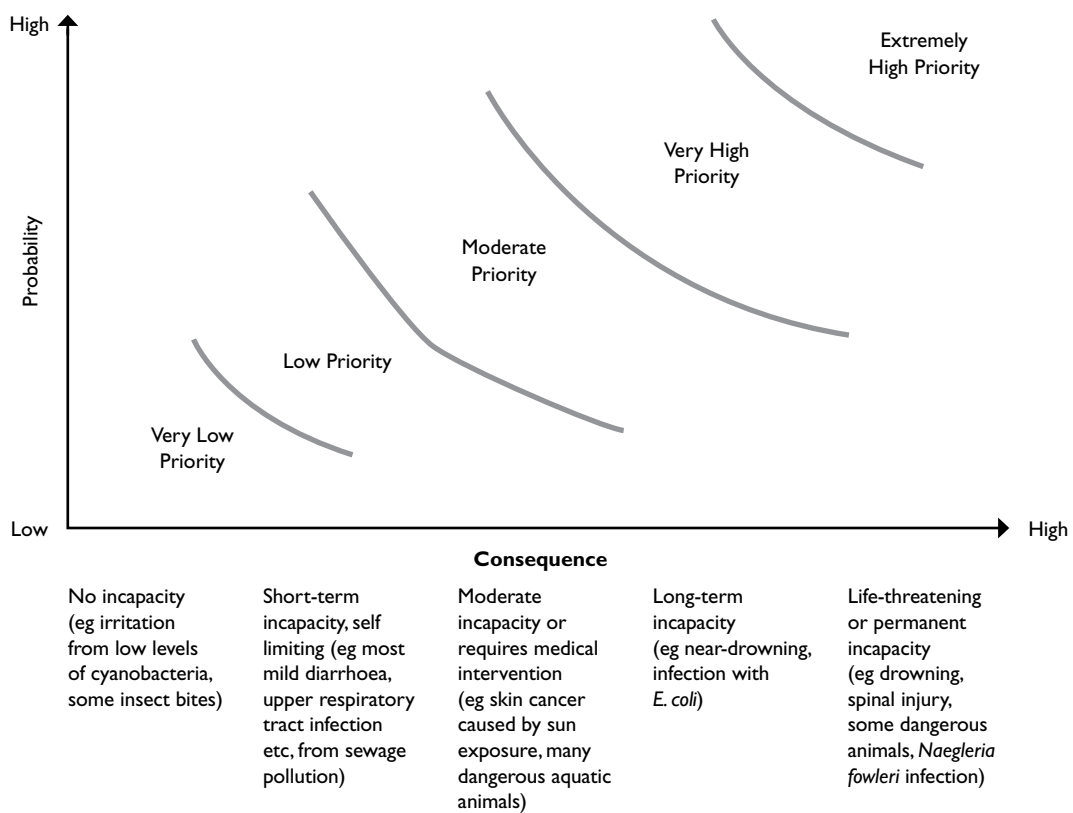 High
Extremely
High Priority
Very High
Priority
Moderate
Priority
Probability
Low Priority
Very Low
Priority
Low
High
Consequence
No incapacity
(eg irritation
from low levels
of cyanobacteria,
some insect bites)
Short-term
incapacity, self
limiting (eg most
mild diarrhoea,
upper respiratory
tract infection
etc, from sewage
pollution)
Moderate
incapacity or
requires medical
intervention
(eg skin cancer
caused by sun
exposure, many
dangerous aquatic
animals)
Long-term
incapacity
(eg near-drowning,
infection with
E. coli)
Life-threatening
or permanent
incapacity
(eg drowning,
spinal injury,
some dangerous
animals, Naegleria
fowleri infection)